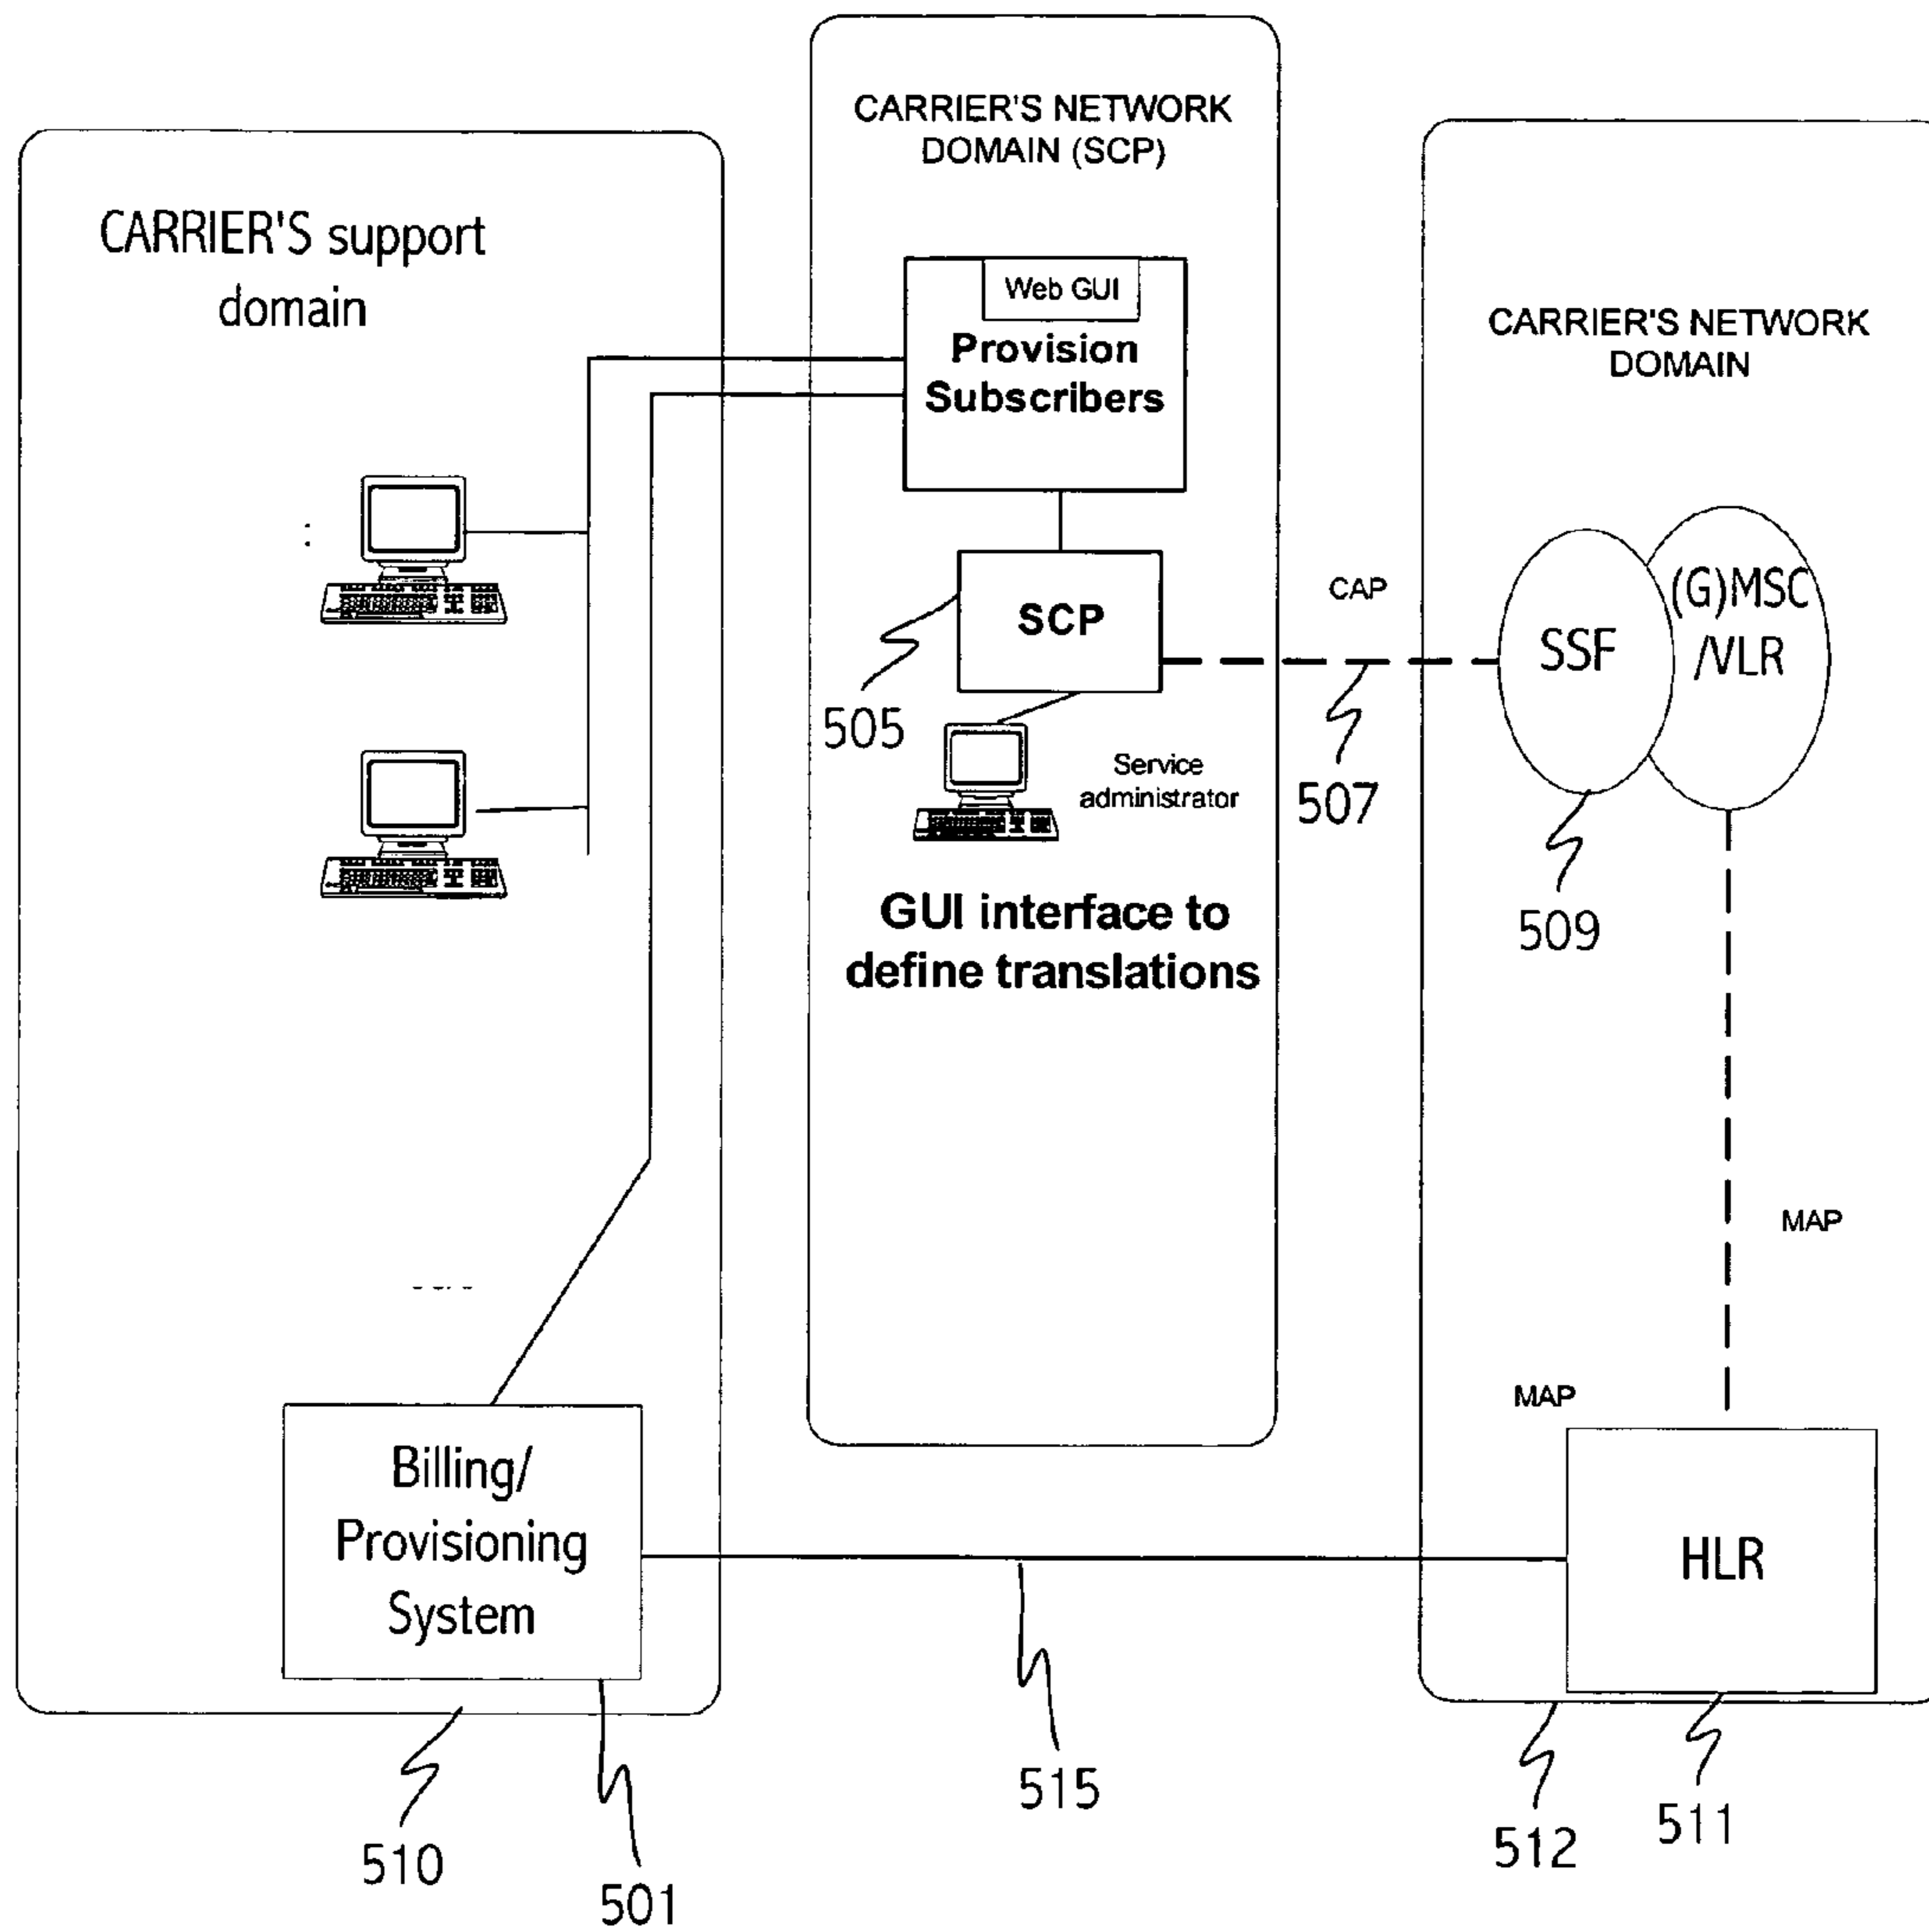 CARRIER'S support
domain
CARRIER'S NETWORK
DOMAIN (SCP)
Web GUI
Provision
Subscribers
SCP
505
Service
administrator
GUI interface to
define translations
CAP
507
CARRIER'S NETWORK
DOMAIN
SSF
(G)MSC
/VLR
509
MAP
MAP
HLR
Billing/
Provisioning
System
510
501
515
512
511